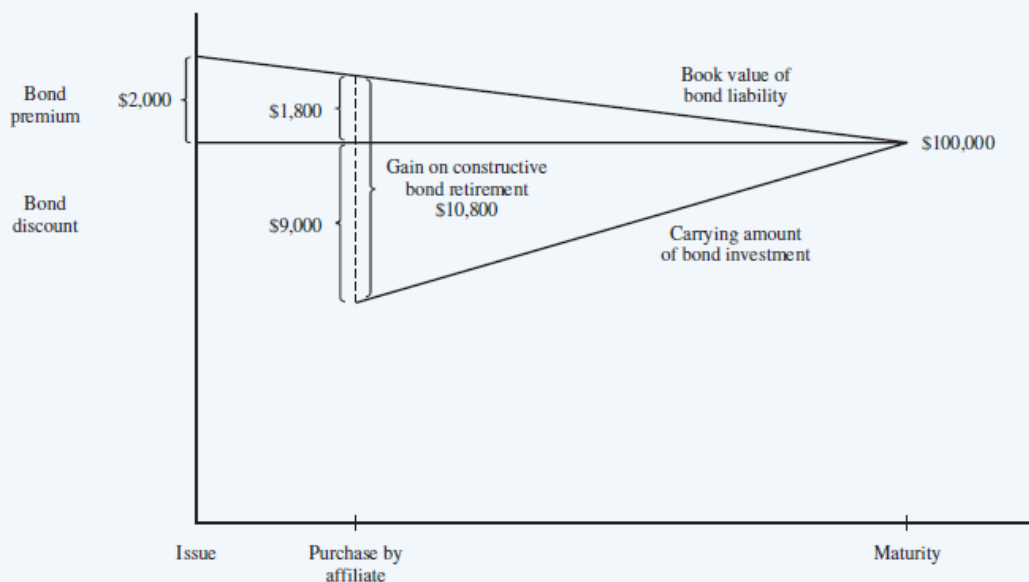 Bond
premium
$2,000
$1,800
Book value of
bond liability
$100,000
Gain on constructive
bond retirement
$10,800
Bond
discount
$9,000
Carrying amount
of bond investment
Issue
Purchase by
affiliate
Maturity